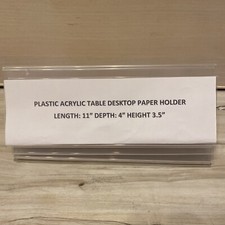 PLASTIC ACRYLIC TABLE DESKTOP PAPER HOLDER
LENGTH: 11” DEPTH: 4” HEIGHT 3.5”